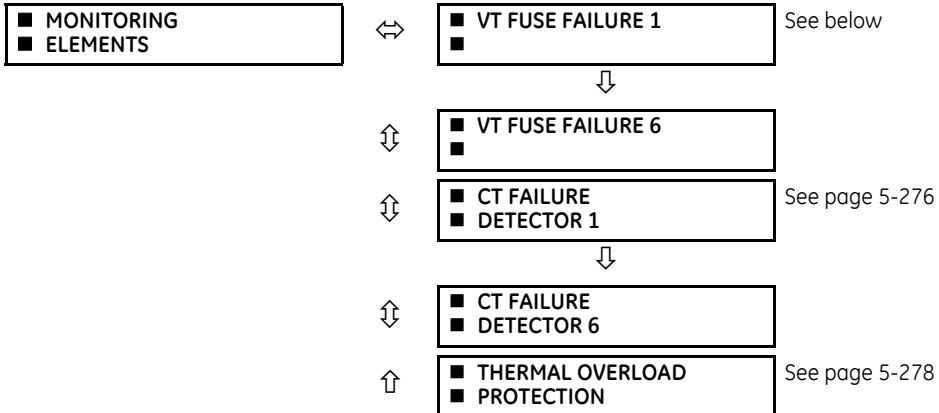 ■ MONITORING
■ ELEMENTS
■ VT FUSE FAILURE 1
■
See below
■ VT FUSE FAILURE 6
■
■ CT FAILURE
■ DETECTOR 1
See page 5-276
■ CT FAILURE
■ DETECTOR 6
■ THERMAL OVERLOAD
■ PROTECTION
See page 5-278